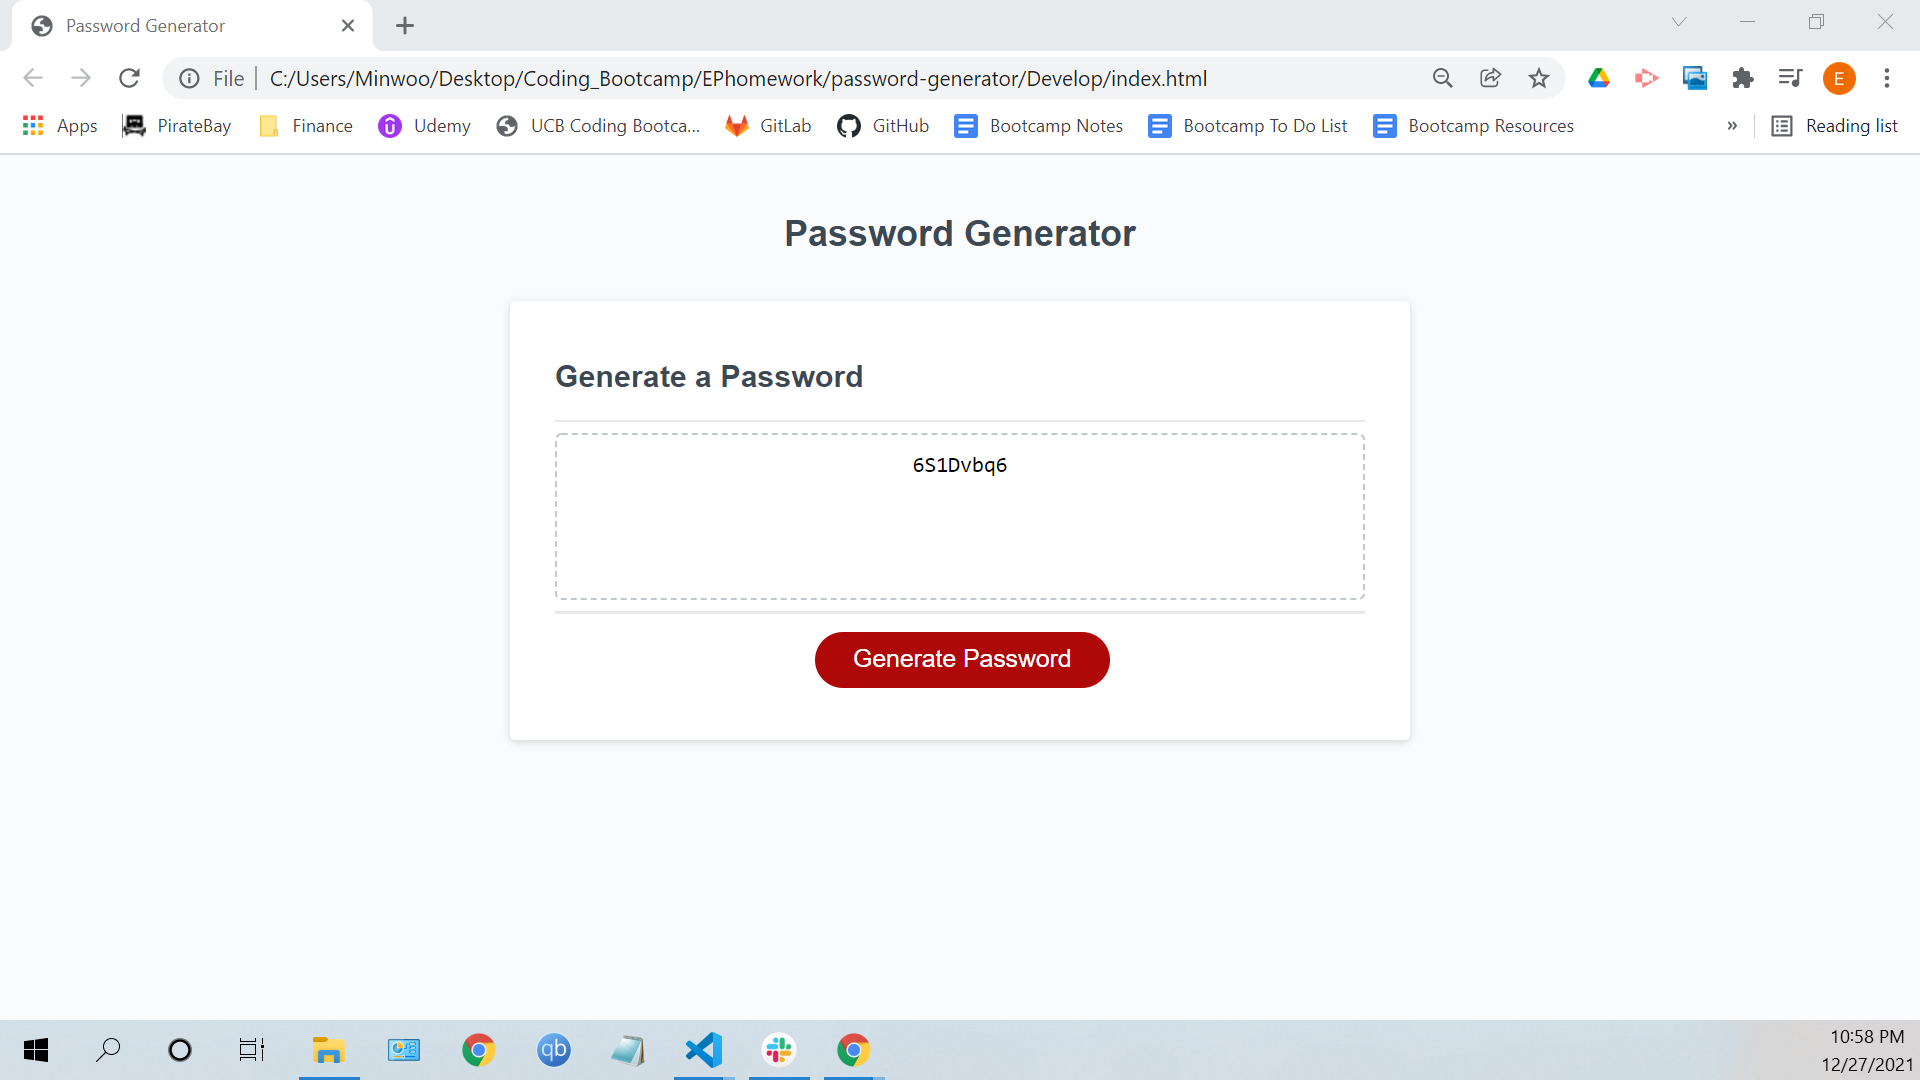 Password Generator
File C:/Users/Minwoo/Desktop/Coding_Bootcamp/EPhomework/password-generator/Develop/index.html
E
Apps PirateBay Finance Udemy UCB Coding Bootca... GitLab GitHub Bootcamp Notes Bootcamp To Do List Bootcamp Resources » Reading list
Password Generator
Generate a Password
6S1Dvbq6
Generate Password
qb
10:58 PM
12/27/2021